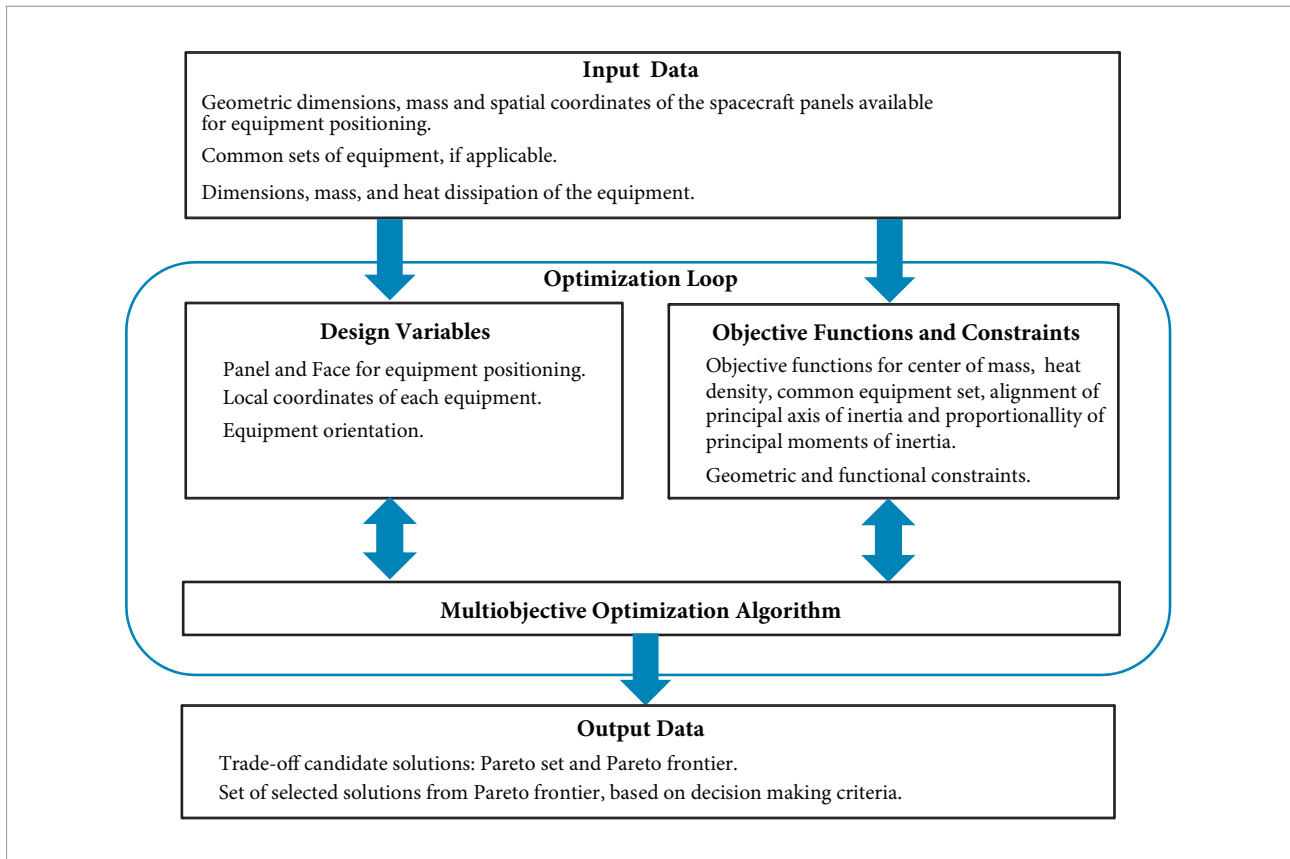 Input Data
Geometric dimensions, mass and spatial coordinates of the spacecraft panels available
for equipment positioning.
Common sets of equipment, if applicable.
Dimensions, mass, and heat dissipation of the equipment.
Optimization Loop
Design Variables
Panel and Face for equipment positioning.
Local coordinates of each equipment.
Equipment orientation.
Objective Functions and Constraints
Objective functions for center of mass, heat
density, common equipment set, alignment of
principal axis of inertia and proportionallity of
principal moments of inertia.
Geometric and functional constraints.
Multiobjective Optimization Algorithm
Output Data
Trade-off candidate solutions: Pareto set and Pareto frontier.
Set of selected solutions from Pareto frontier, based on decision making criteria.